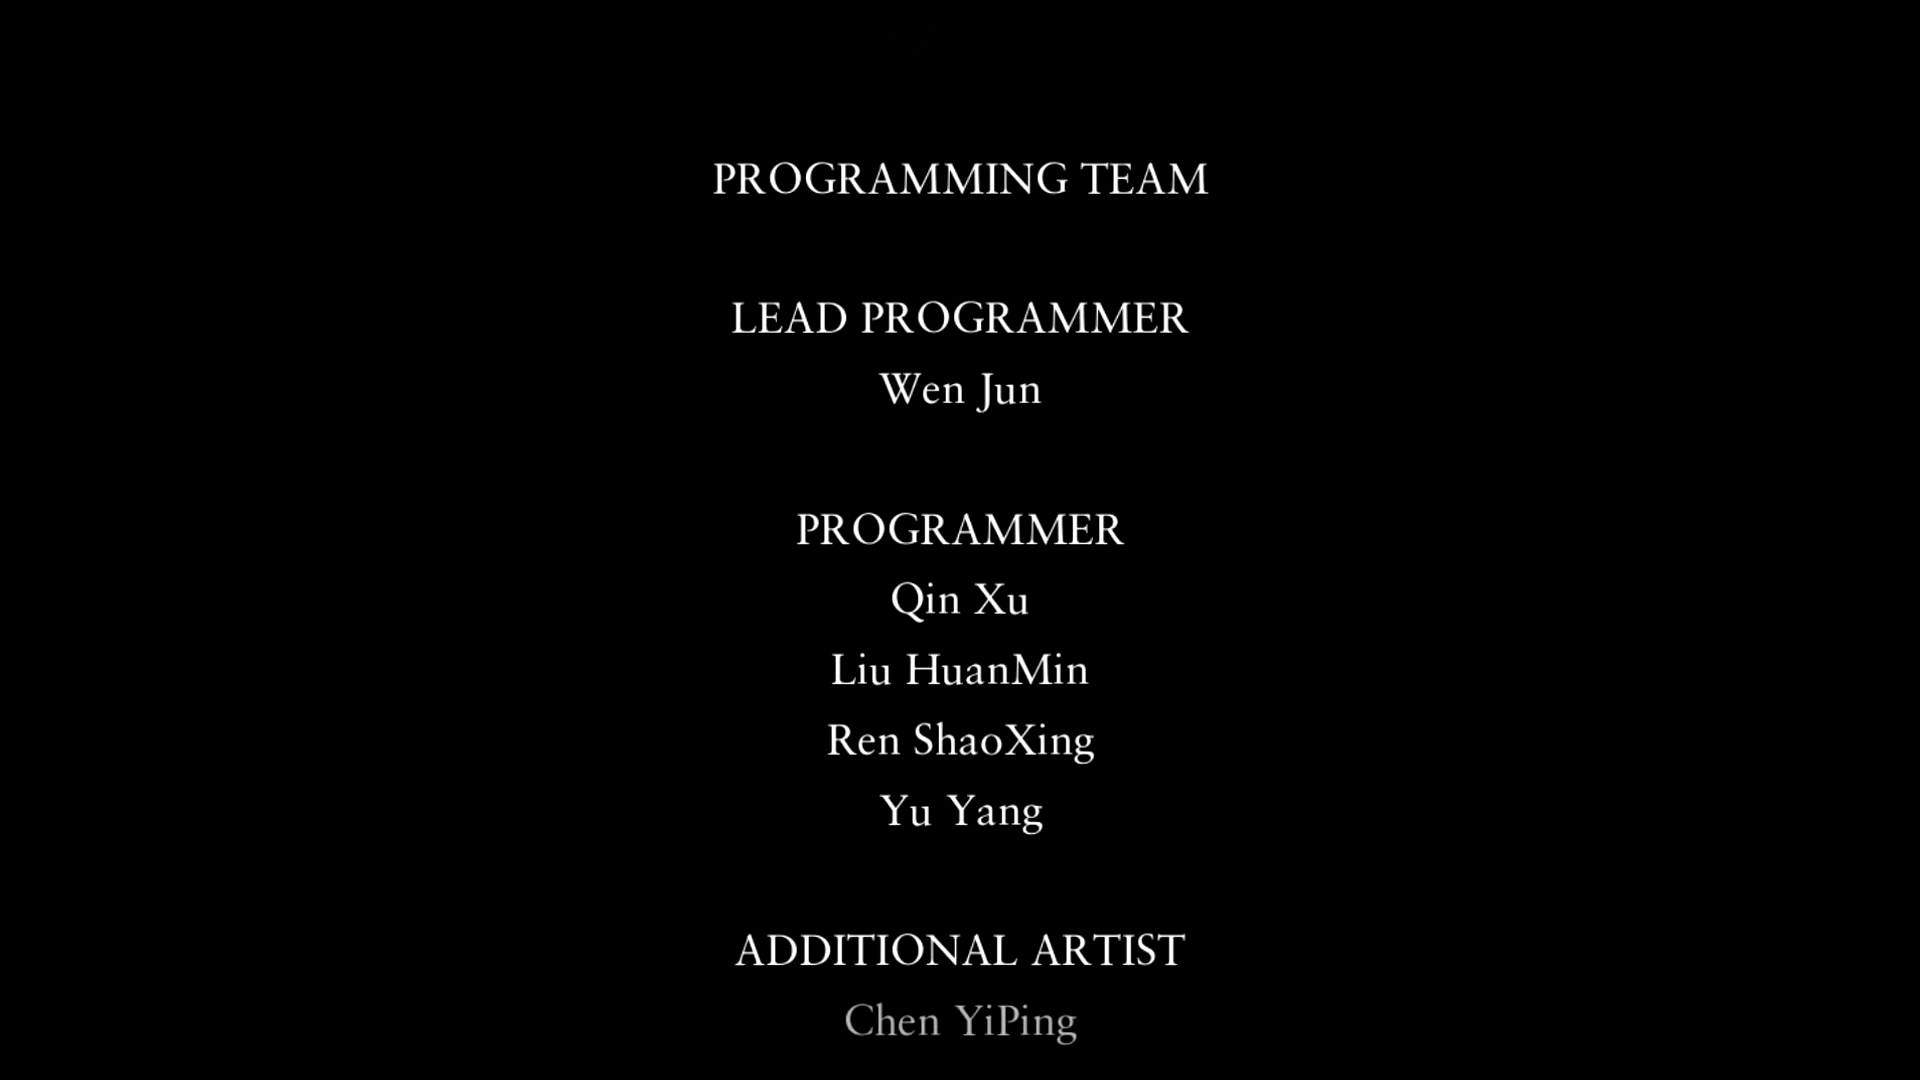 PROGRAMMING TEAM
LEAD PROGRAMMER
Wen Jun
PROGRAMMER
Qin Xu
Liu HuanMin
Ren ShaoXing
Yu Yang
ADDITIONAL ARTIST
Chen YiPing